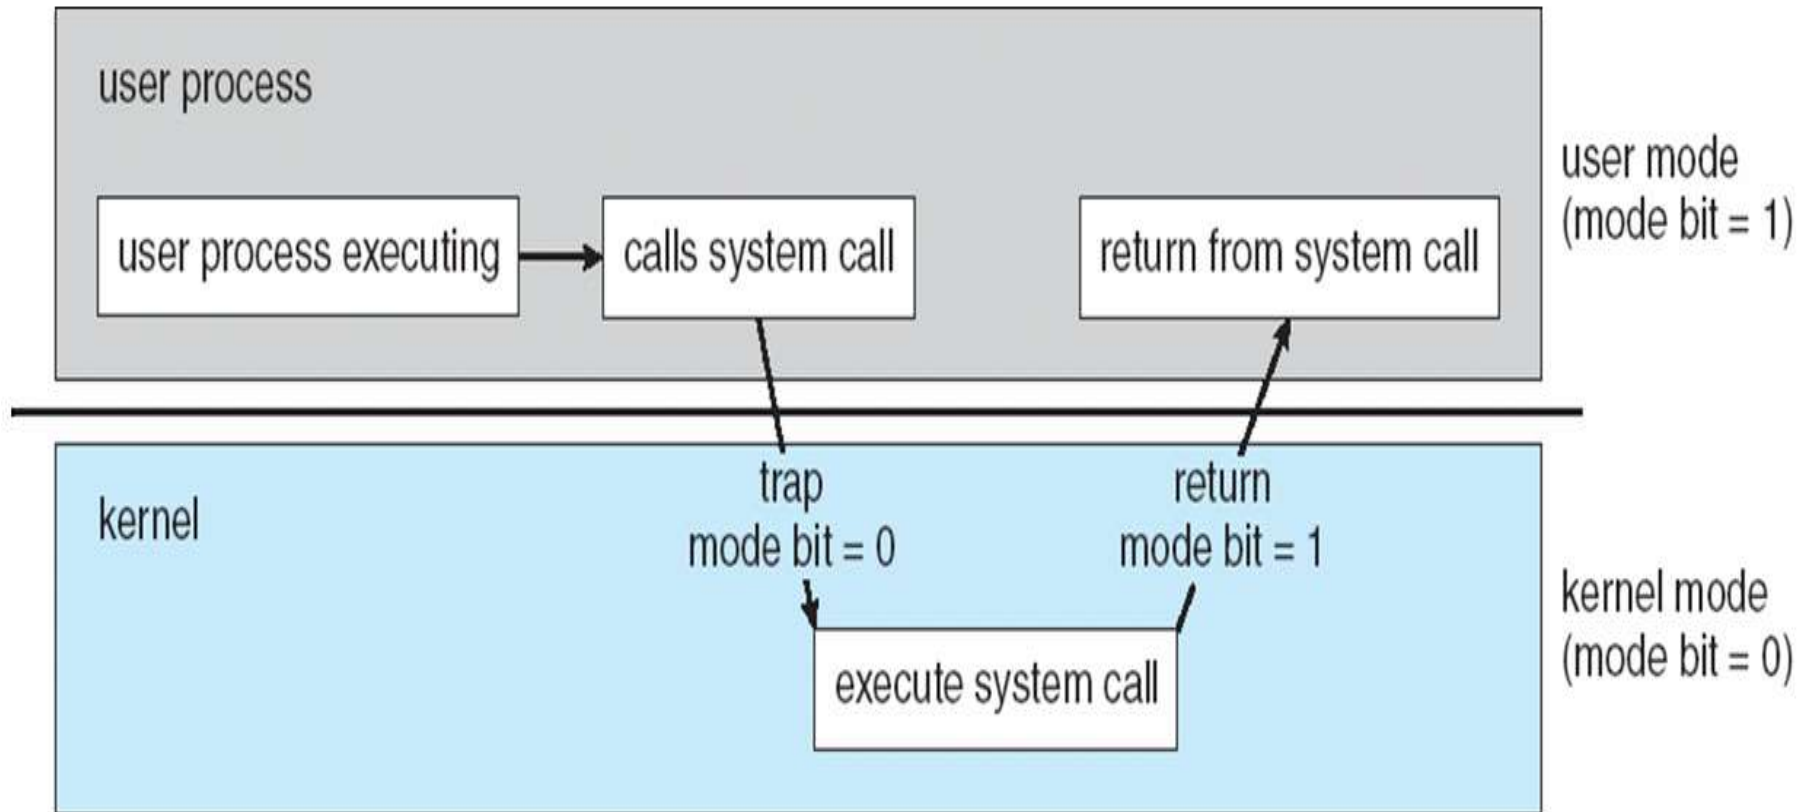 user process
user process executing
calls system call
return from system call
user mode
(mode bit = 1)
kernel
trap
mode bit = 0
return
mode bit = 1
execute system call
kernel mode
(mode bit = 0)